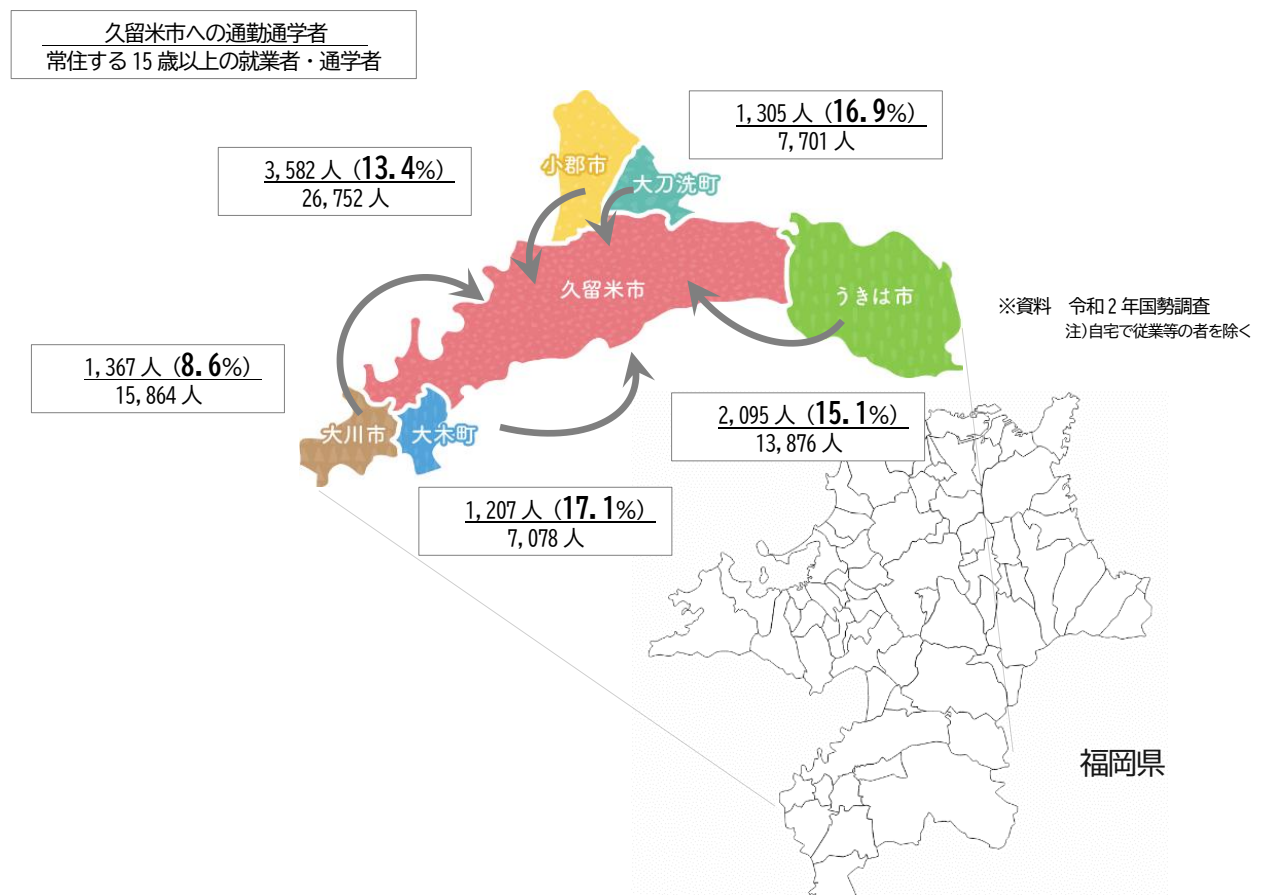 久留米市への通勤通学者
常住する15歳以上の就業者・通学者
1,305人（16.9%）
7,701人
3,582人（13.4%）
26,752人
小郡市
大刀洗町
久留米市
うきは市
※資料　令和2年国勢調査
注）自宅で従業等の者を除く
1,367人（8.6%）
15,864人
大川市
大木町
2,095人（15.1%）
13,876人
1,207人（17.1%）
7,078人
福岡県